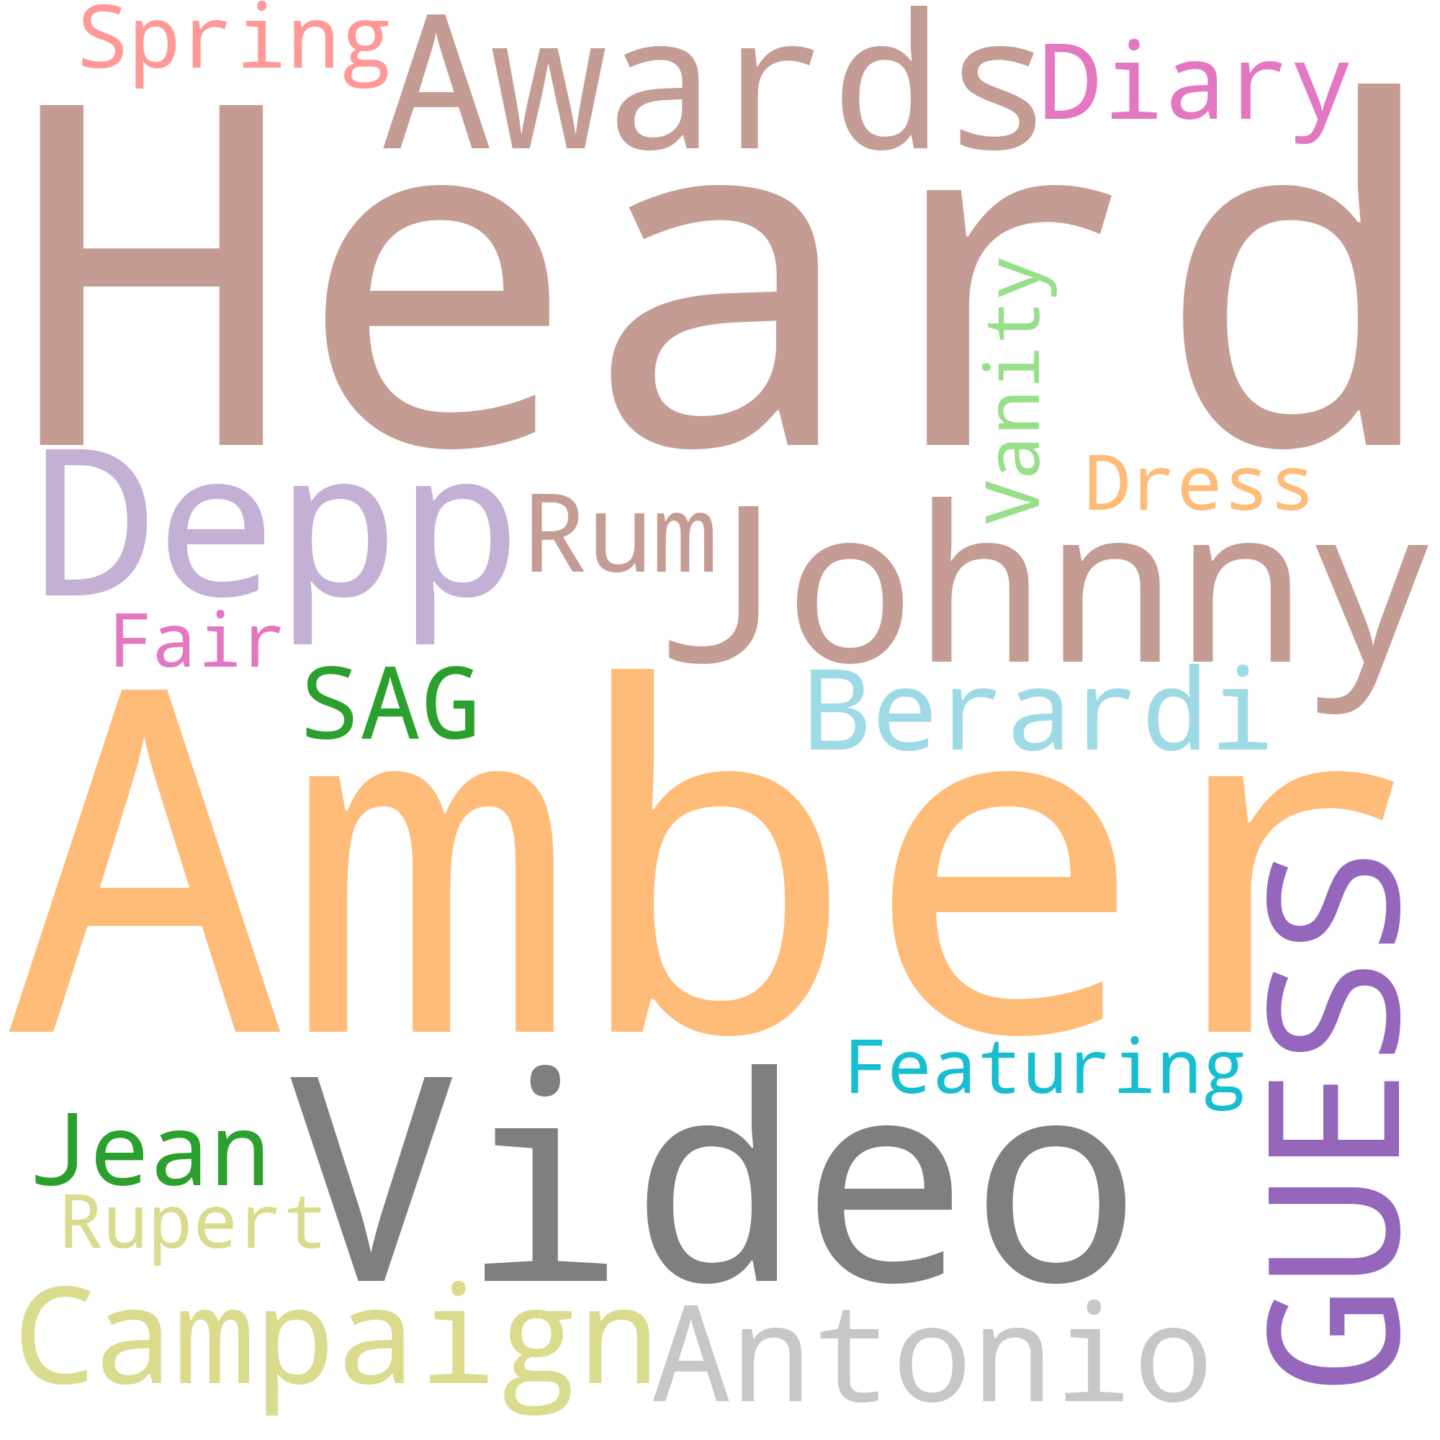 Spring
Awards
Diary
Heard
Vanity
Dress
Depp
Rum
Johnny
Fair
SAG
Berardi
Amber
GUESS
Featuring
Video
Jean
Rupert
Campaign
Antonio